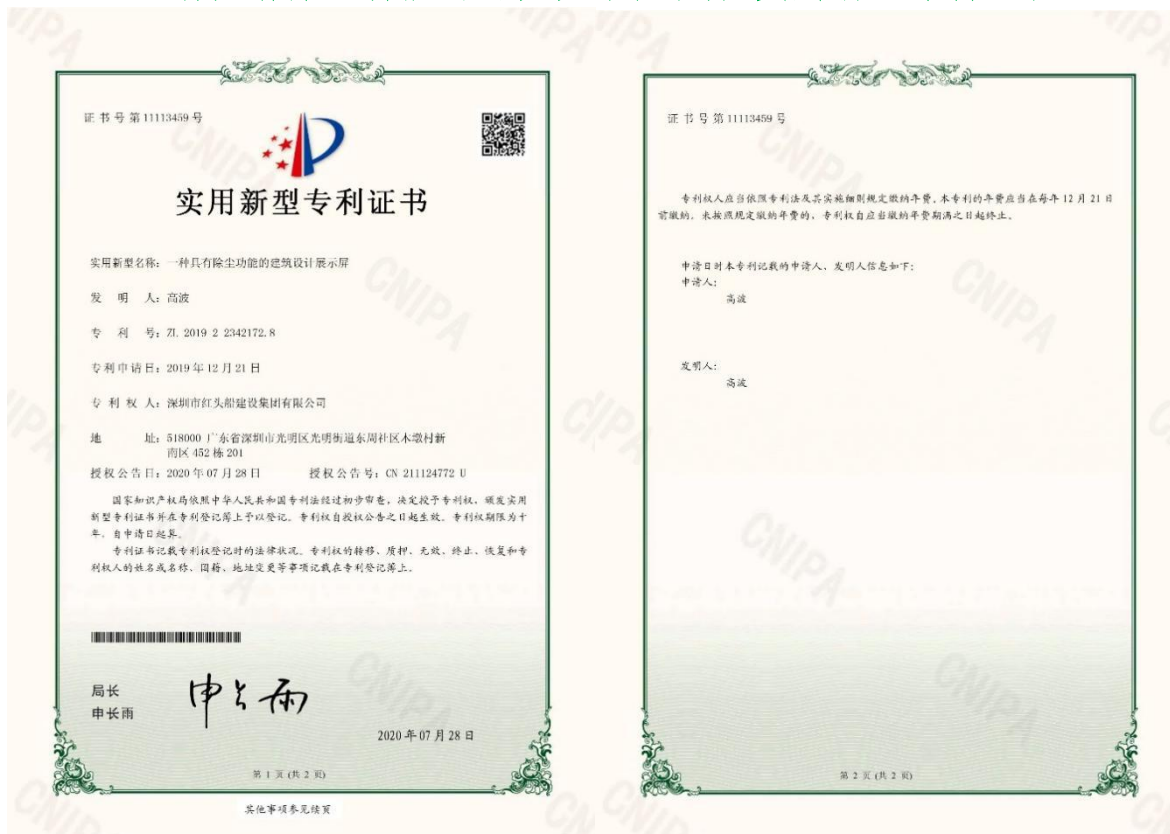 证书号第11113459号
实用新型专利证书
实用新型名称：一种具有除尘功能的建筑设计展示屏
发 明 人：高波
专 利 号：ZL 2019 2 2342172.8
专利申请日：2019年12月21日
专 利 权 人：深圳市红头船建设集团有限公司
地 址：518000 广东省深圳市光明区光明街道东周社区木墩村新
南区452栋201
授权公告日：2020年07月28日 授权公告号：CN 211124772 U
国家知识产权局依照中华人民共和国专利法经过初步审查，决定授予专利权，颁发实用
新型专利证书并在专利登记簿上予以登记。专利权自授权公告之日起生效。专利权期限为十
年，自申请日起算。
专利证书记载专利权登记时的法律状况。专利权的转移、质押、无效、终止、恢复和专
利权人的姓名或名称、国籍、地址变更等事项记载在专利登记簿上。
局长
申长雨
申长雨
2020年07月28日
第 1 页 (共 2 页)
其他事项参见续页
证书号第11113459号
专利权人应当依照专利法及其实施细则规定缴纳年费。本专利的年费应当在每年12月21日
前缴纳。未按照规定缴纳年费的，专利权自应当缴纳年费期满之日起终止。
申请日时本专利记载的申请人、发明人信息如下：
申请人：
高波
发明人：
高波
第 2 页 (共 2 页)
CNIPA